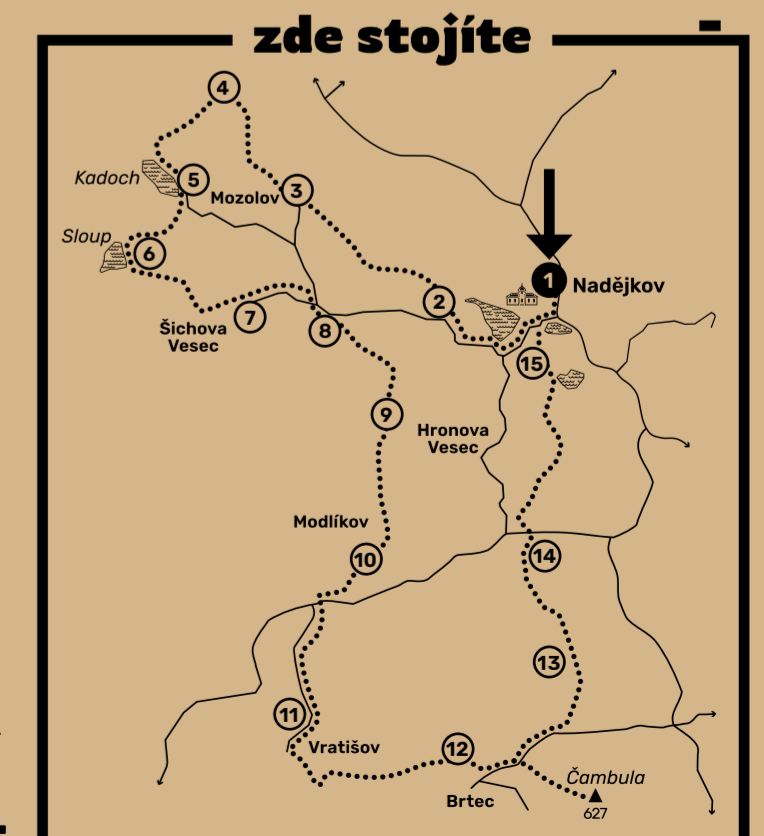 zde stojíte
4
Kadoch
5
Mozolov
3
Sloup
6
1
Nadějkov
2
7
Šichova
Vesec
8
15
9
Hronova
Vesec
Modlíkov
10
14
13
11
Vratišov
12
Čambula
627
Brtec